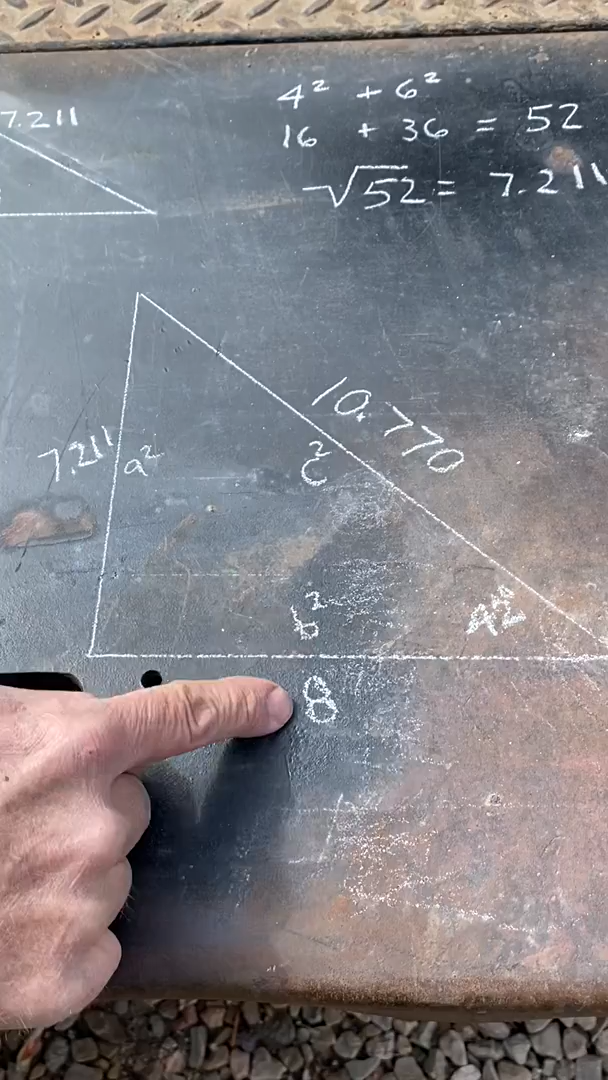 7.211
4² + 6²
16 + 36 = 52
√52 = 7.211
10.770
7.211
a²
c²
b²
42°
8